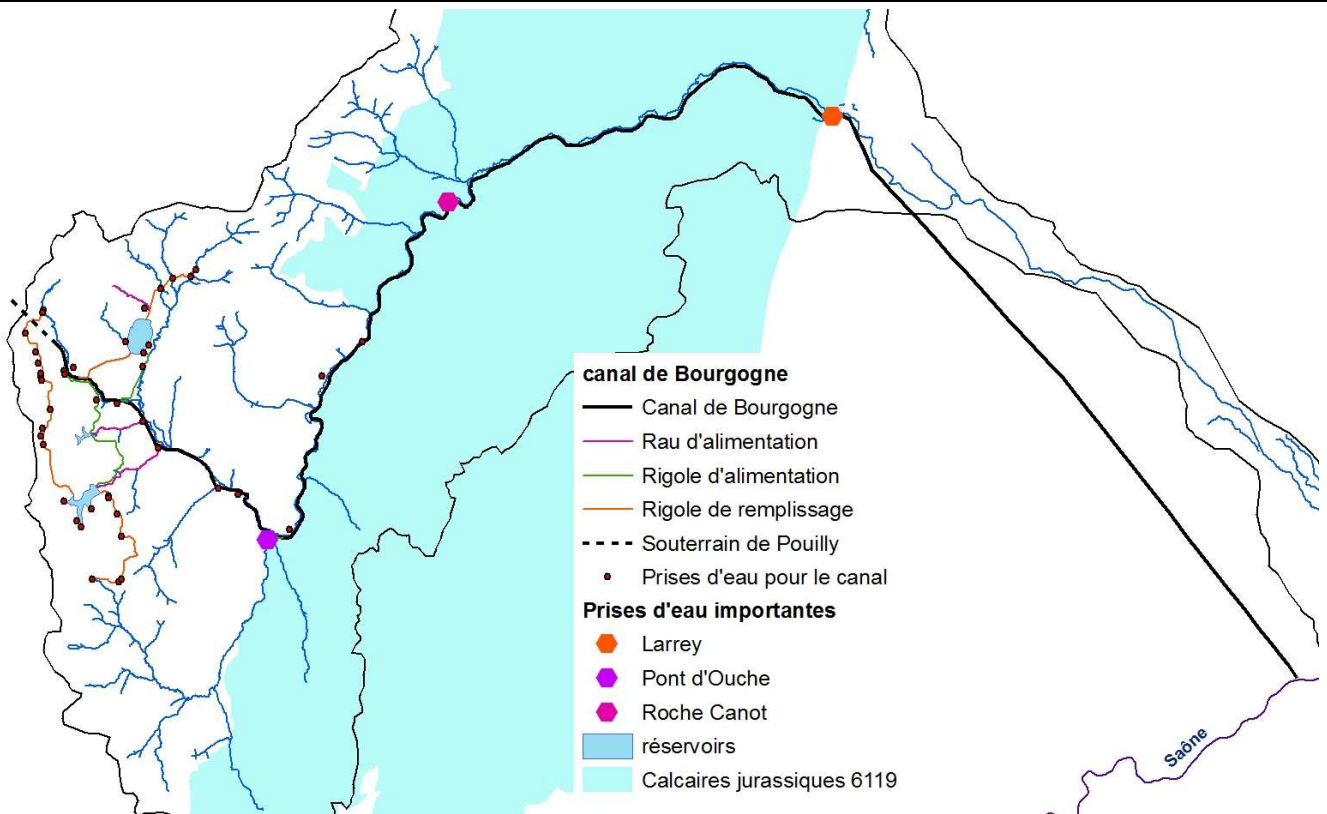 canal de Bourgogne
Canal de Bourgogne
Rau d'alimentation
Rigole d'alimentation
Rigole de remplissage
Souterrain de Pouilly
Prises d'eau pour le canal
Prises d'eau importantes
Larrey
Pont d'Ouche
Roche Canot
réservoirs
Calcaires jurassiques 6119
Saône